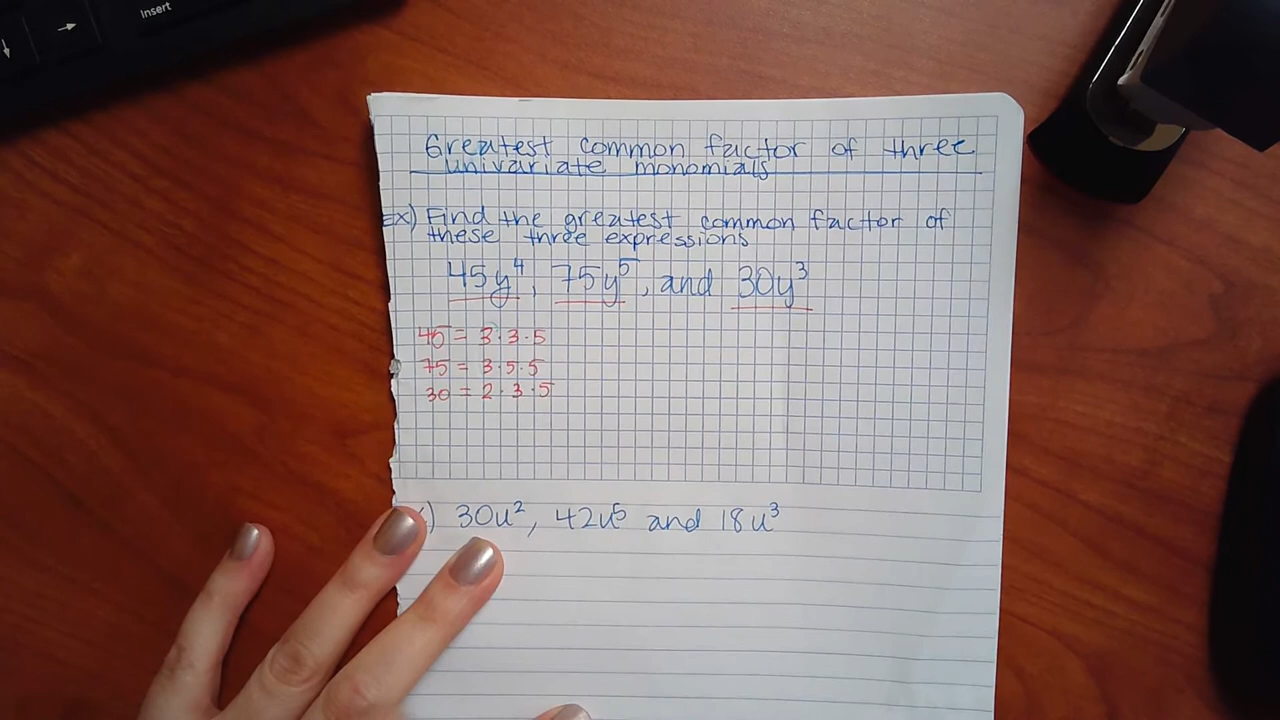 Insert
Greatest common factor of three
univariate monomials
Ex) Find the greatest common factor of
these three expressions
45y⁴, 75y⁵, and 30y³
45 = 3·3·5
75 = 3·5·5
30 = 2·3·5
) 30u², 42u⁵ and 18u³